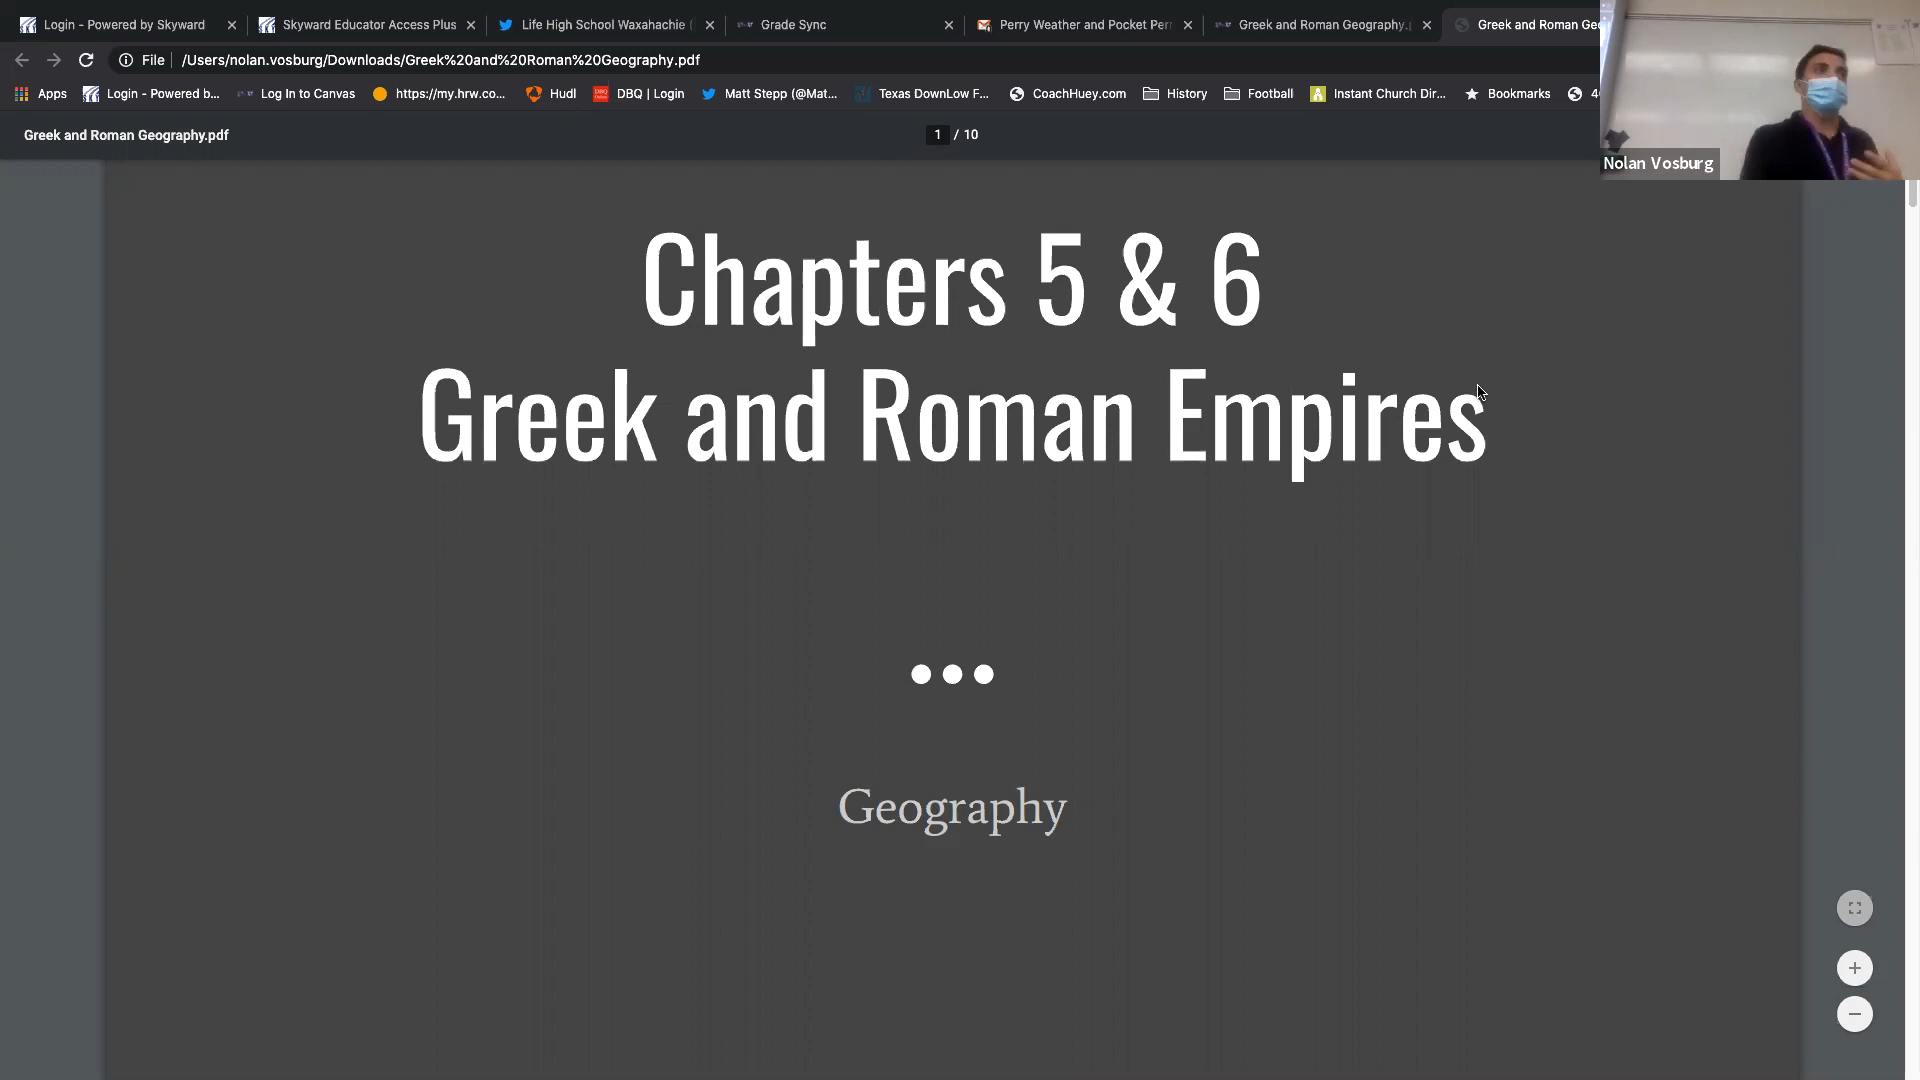 Login - Powered by Skyward
Skyward Educator Access Plus
Life High School Waxahachie (
Grade Sync
Perry Weather and Pocket Per
Greek and Roman Geography.
Greek and Roman Geo
File
/Users/nolan.vosburg/Downloads/Greek%20and%20Roman%20Geography.pdf
Apps
Login - Powered b...
Log In to Canvas
https://my.hrw.co...
Hudl
DBQ | Login
Matt Stepp (@Mat...
Texas DownLow F...
CoachHuey.com
History
Football
Instant Church Dir...
Bookmarks
Greek and Roman Geography.pdf
1 / 10
Nolan Vosburg
Chapters 5 & 6
Greek and Roman Empires
Geography